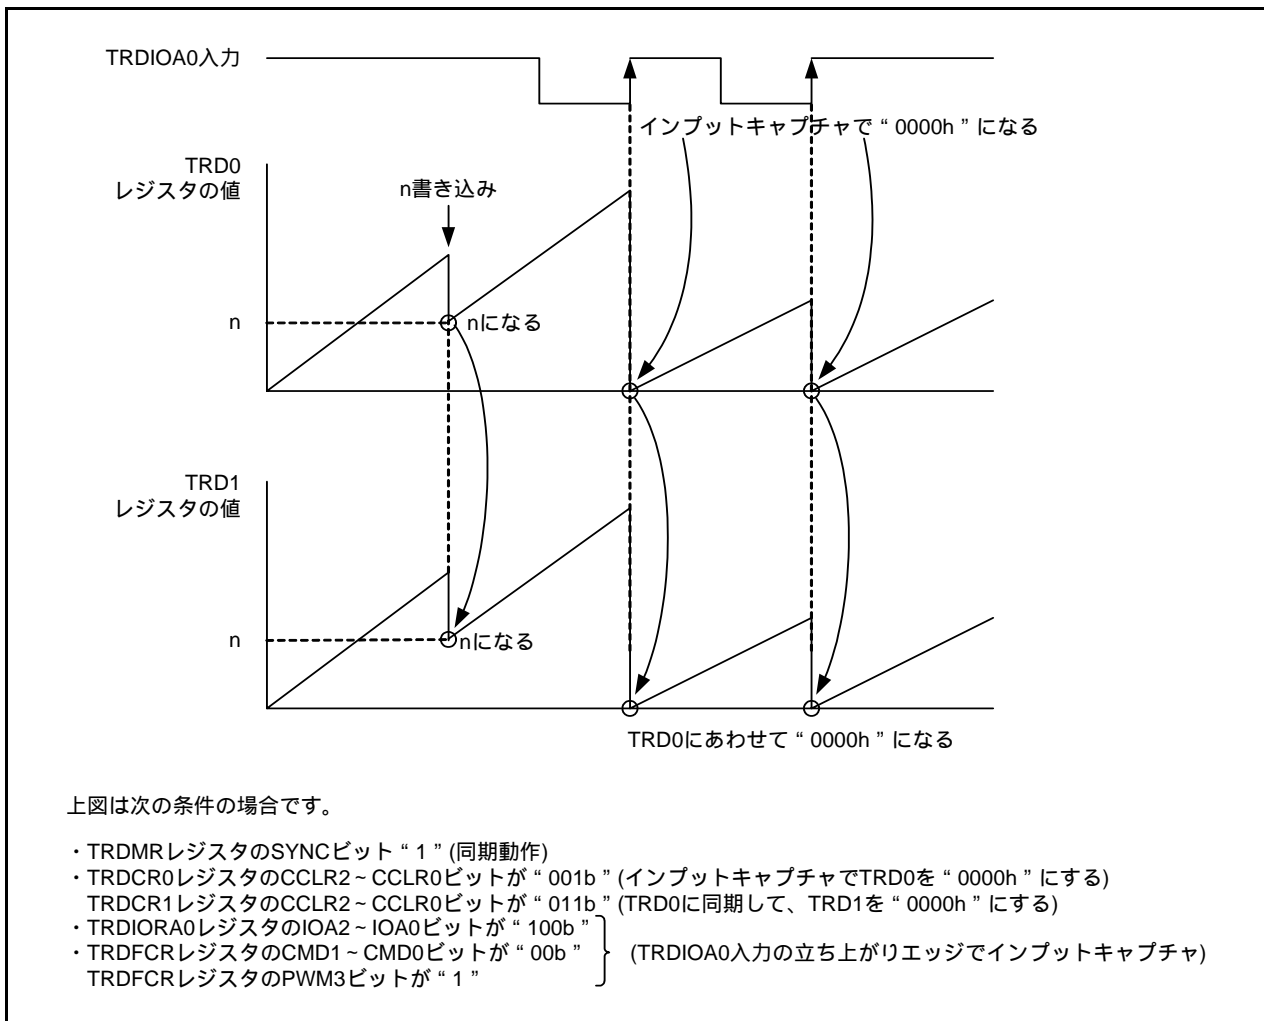 TRDIOA0入力
インプットキャプチャで“ 0000h ”になる
TRD0
レジスタの値
n書き込み
n
nになる
TRD1
レジスタの値
n
nになる
TRD0にあわせて“ 0000h ”になる
上図は次の条件の場合です。
・TRDMRレジスタのSYNCビット“ 1 ” (同期動作)
・TRDCR0レジスタのCCLR2~CCLR0ビットが“ 001b ” (インプットキャプチャでTRD0を“ 0000h ”にする)
TRDCR1レジスタのCCLR2~CCLR0ビットが“ 011b ” (TRD0に同期して、TRD1を“ 0000h ”にする)
・TRDIORA0レジスタのIOA2~IOA0ビットが“ 100b ”
・TRDFCRレジスタのCMD1~CMD0ビットが“ 00b ” (TRDIOA0入力の立ち上がりエッジでインプットキャプチャ)
TRDFCRレジスタのPWM3ビットが“ 1 ”